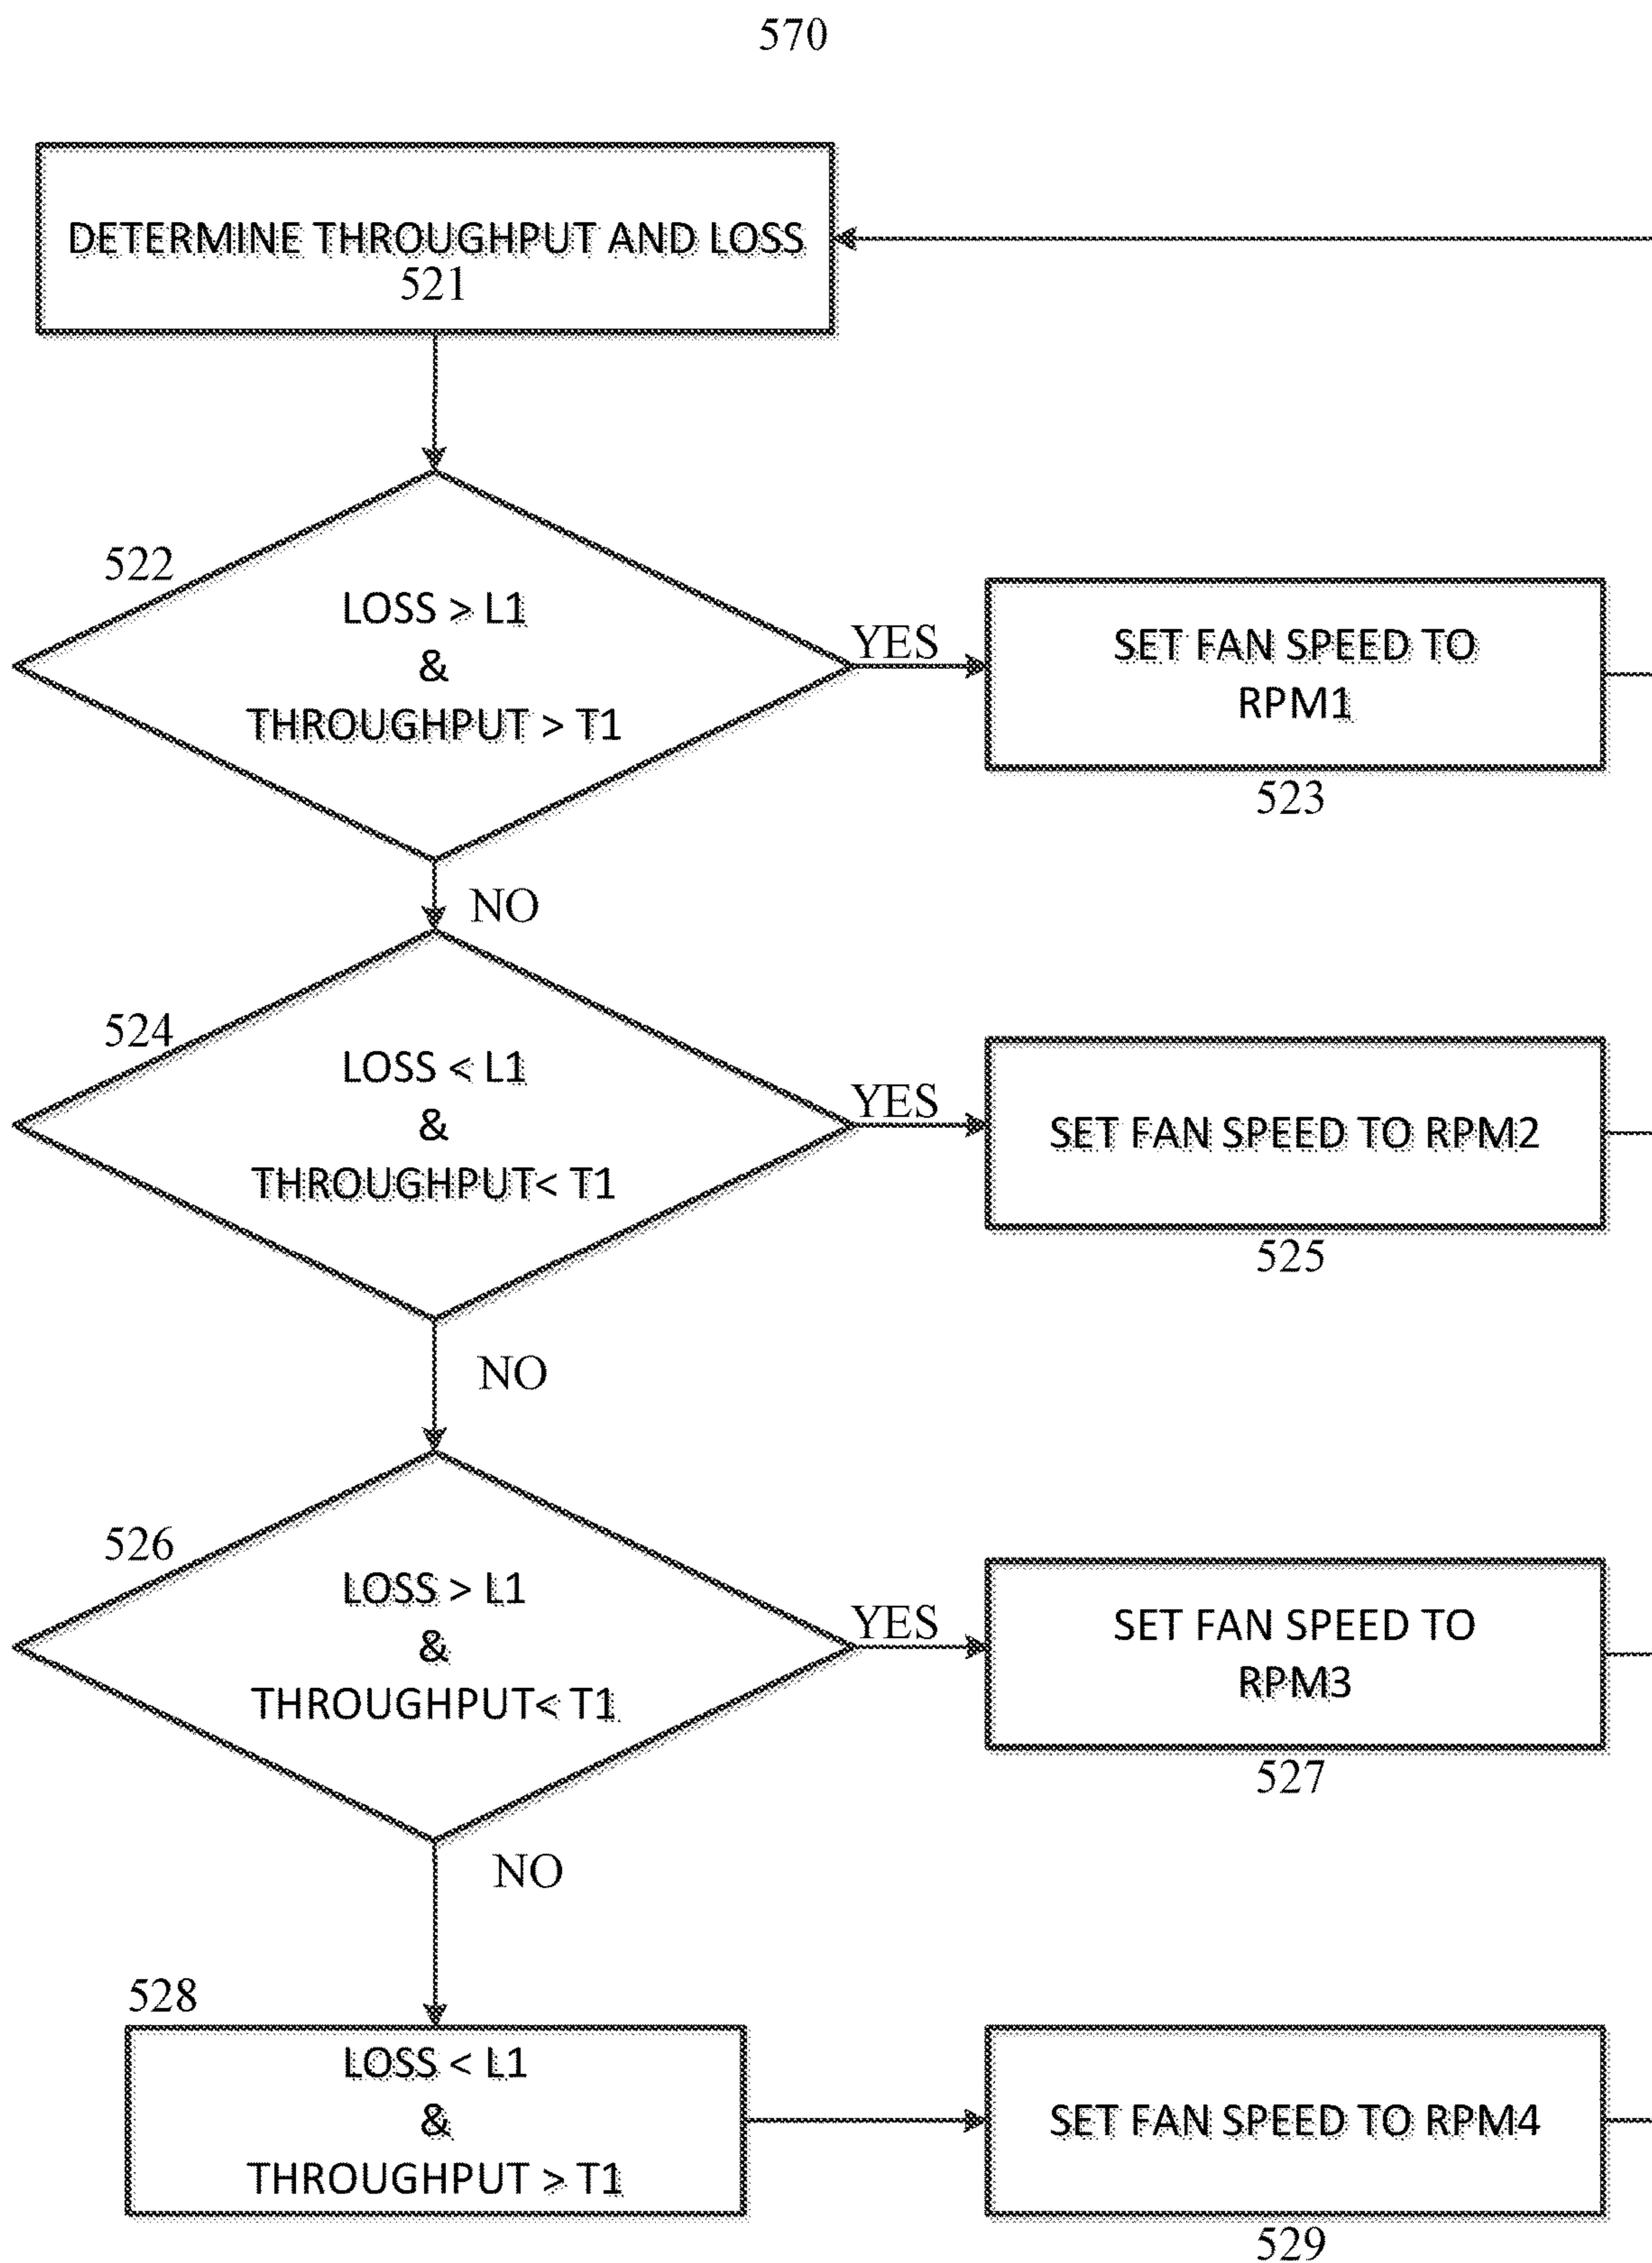 570
DETERMINE THROUGHPUT AND LOSS
521
522
LOSS > L1
&
THROUGHPUT > T1
YES
SET FAN SPEED TO
RPM1
523
NO
524
LOSS < L1
&
THROUGHPUT< T1
YES
SET FAN SPEED TO RPM2
525
NO
526
LOSS > L1
&
THROUGHPUT< T1
YES
SET FAN SPEED TO
RPM3
527
NO
528
LOSS < L1
&
THROUGHPUT > T1
SET FAN SPEED TO RPM4
529